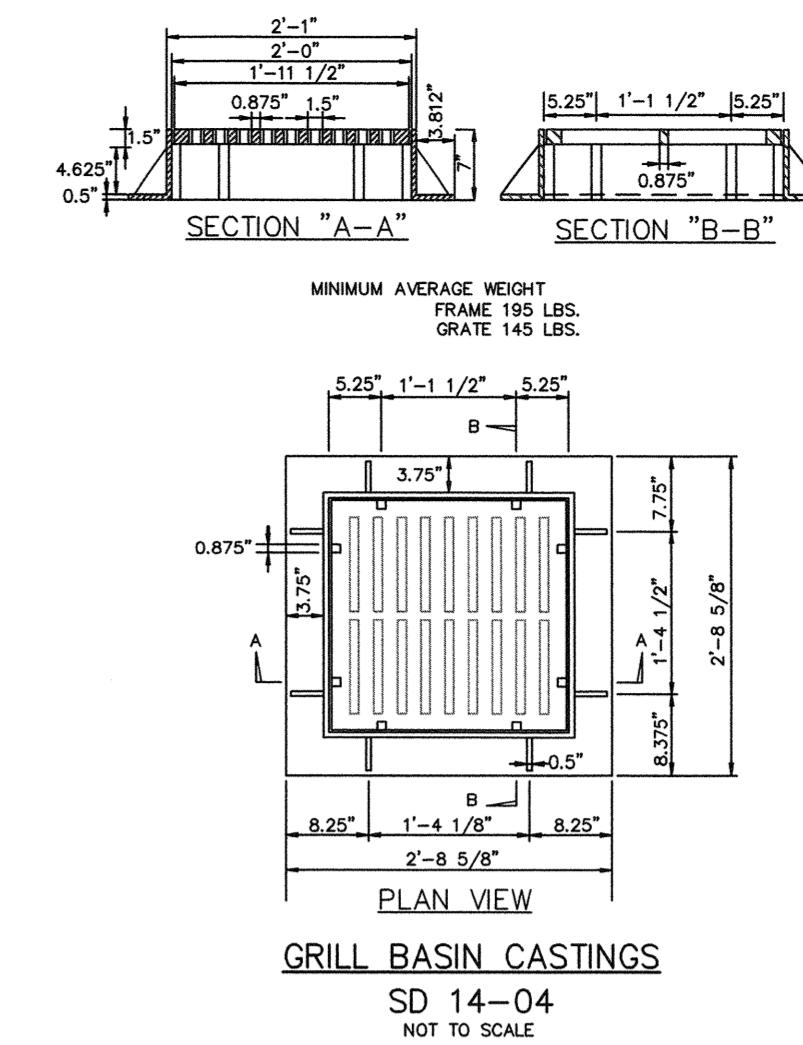 2'-1"
2'-0"
1'-11 1/2"
0.875" 1.5"
1.5"
3.812"
7"
4.625"
0.5"
SECTION "A-A"
5.25" 1'-1 1/2" 5.25"
0.875"
SECTION "B-B"
MINIMUM AVERAGE WEIGHT
FRAME 195 LBS.
GRATE 145 LBS.
5.25" 1'-1 1/2" 5.25"
B
3.75"
7.75"
0.875"
3.75"
1'-4 1/2"
2'-8 5/8"
A
A
8.375"
0.5"
B
8.25" 1'-4 1/8" 8.25"
2'-8 5/8"
PLAN VIEW
GRILL BASIN CASTINGS
SD 14-04
NOT TO SCALE